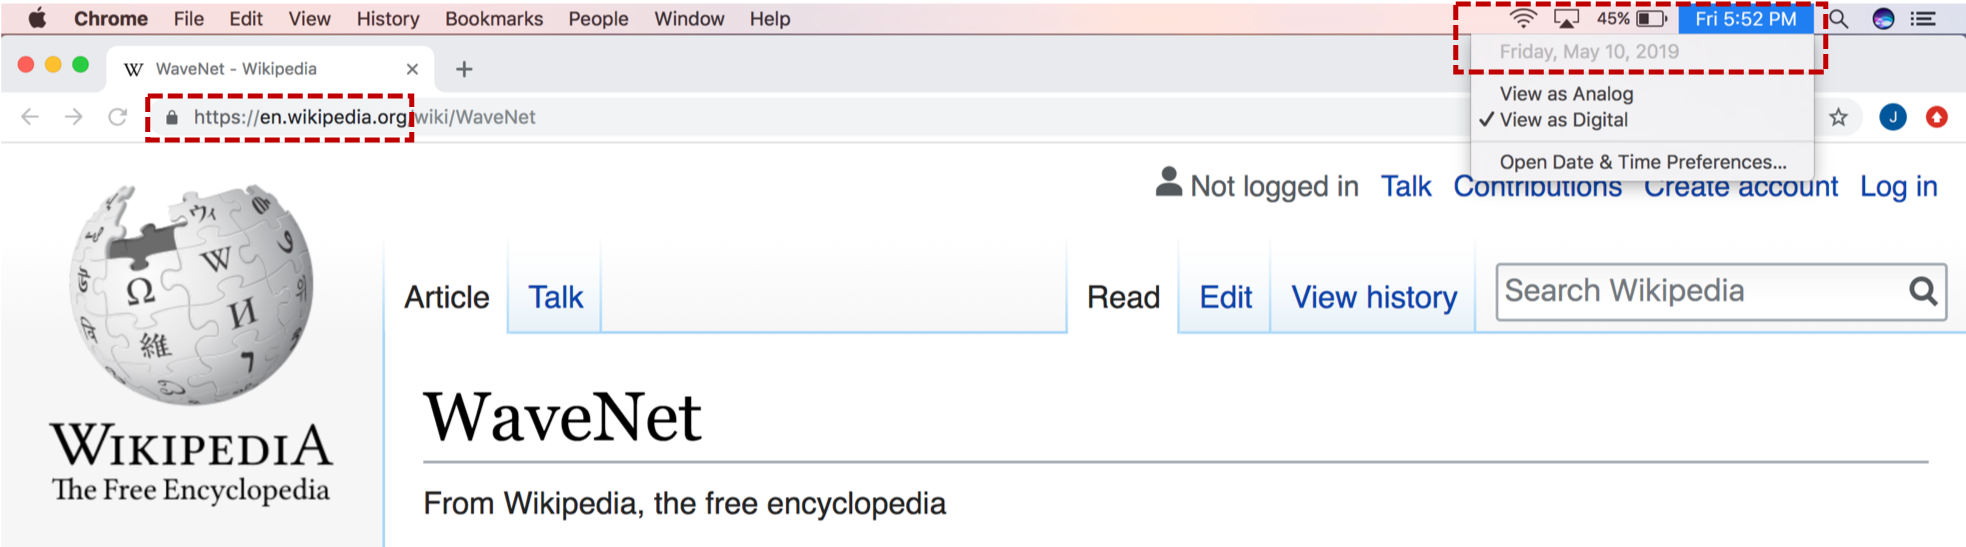 Chrome File Edit View History Bookmarks People Window Help 45% Fri 5:52 PM
Friday, May 10, 2019
W WaveNet - Wikipedia
View as Analog
✓ View as Digital
https://en.wikipedia.org/wiki/WaveNet
J
Open Date & Time Preferences...
Not logged in Talk Contributions Create account Log in
Ω W И 維 7
Article Talk Read Edit View history Search Wikipedia
WaveNet
WIKIPEDIA
The Free Encyclopedia
From Wikipedia, the free encyclopedia